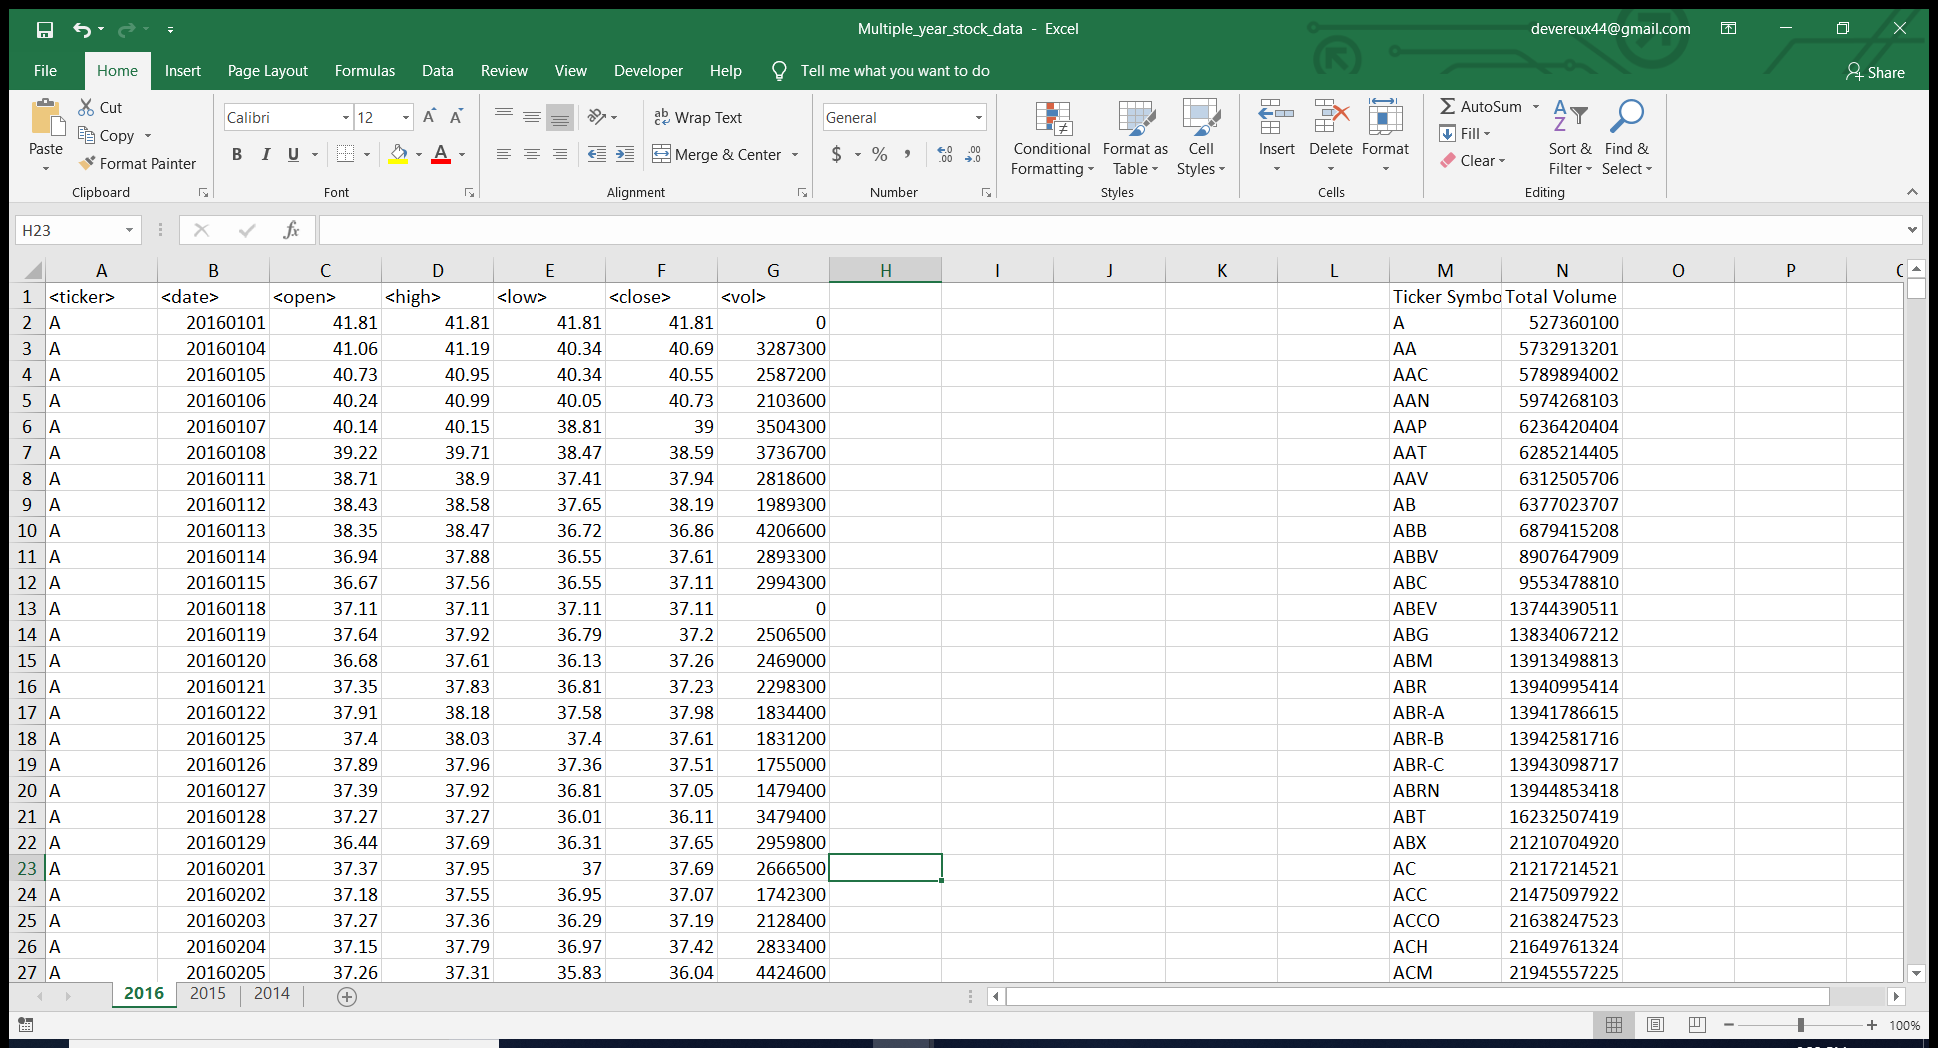 Multiple_year_stock_data - Excel
devereux44@gmail.com
File Home Insert Page Layout Formulas Data Review View Developer Help Tell me what you want to do
Share
Paste
Cut
Copy
Format Painter
Clipboard
Calibri 12
B I U
Font
Wrap Text
Merge & Center
Alignment
General
$ % ,
Number
Conditional Formatting
Format as Table
Cell Styles
Styles
Insert Delete Format
Cells
AutoSum
Fill
Clear
Sort & Filter
Find & Select
Editing
H23 fx
A B C D E F G H I J K L M N O P
1 <ticker> <date> <open> <high> <low> <close> <vol> Ticker Symbo Total Volume
2 A 20160101 41.81 41.81 41.81 41.81 0 A 527360100
3 A 20160104 41.06 41.19 40.34 40.69 3287300 AA 5732913201
4 A 20160105 40.73 40.95 40.34 40.55 2587200 AAC 5789894002
5 A 20160106 40.24 40.99 40.05 40.73 2103600 AAN 5974268103
6 A 20160107 40.14 40.15 38.81 39 3504300 AAP 6236420404
7 A 20160108 39.22 39.71 38.47 38.59 3736700 AAT 6285214405
8 A 20160111 38.71 38.9 37.41 37.94 2818600 AAV 6312505706
9 A 20160112 38.43 38.58 37.65 38.19 1989300 AB 6377023707
10 A 20160113 38.35 38.47 36.72 36.86 4206600 ABB 6879415208
11 A 20160114 36.94 37.88 36.55 37.61 2893300 ABBV 8907647909
12 A 20160115 36.67 37.56 36.55 37.11 2994300 ABC 9553478810
13 A 20160118 37.11 37.11 37.11 37.11 0 ABEV 13744390511
14 A 20160119 37.64 37.92 36.79 37.2 2506500 ABG 13834067212
15 A 20160120 36.68 37.61 36.13 37.26 2469000 ABM 13913498813
16 A 20160121 37.35 37.83 36.81 37.23 2298300 ABR 13940995414
17 A 20160122 37.91 38.18 37.58 37.98 1834400 ABR-A 13941786615
18 A 20160125 37.4 38.03 37.4 37.61 1831200 ABR-B 13942581716
19 A 20160126 37.89 37.96 37.36 37.51 1755000 ABR-C 13943098717
20 A 20160127 37.39 37.92 36.81 37.05 1479400 ABRN 13944853418
21 A 20160128 37.27 37.27 36.01 36.11 3479400 ABT 16232507419
22 A 20160129 36.44 37.69 36.31 37.65 2959800 ABX 21210704920
23 A 20160201 37.37 37.95 37 37.69 2666500 AC 21217214521
24 A 20160202 37.18 37.55 36.95 37.07 1742300 ACC 21475097922
25 A 20160203 37.27 37.36 36.29 37.19 2128400 ACCO 21638247523
26 A 20160204 37.15 37.79 36.97 37.42 2833400 ACH 21649761324
27 A 20160205 37.26 37.31 35.83 36.04 4424600 ACM 21945557225
2016 2015 2014
100%